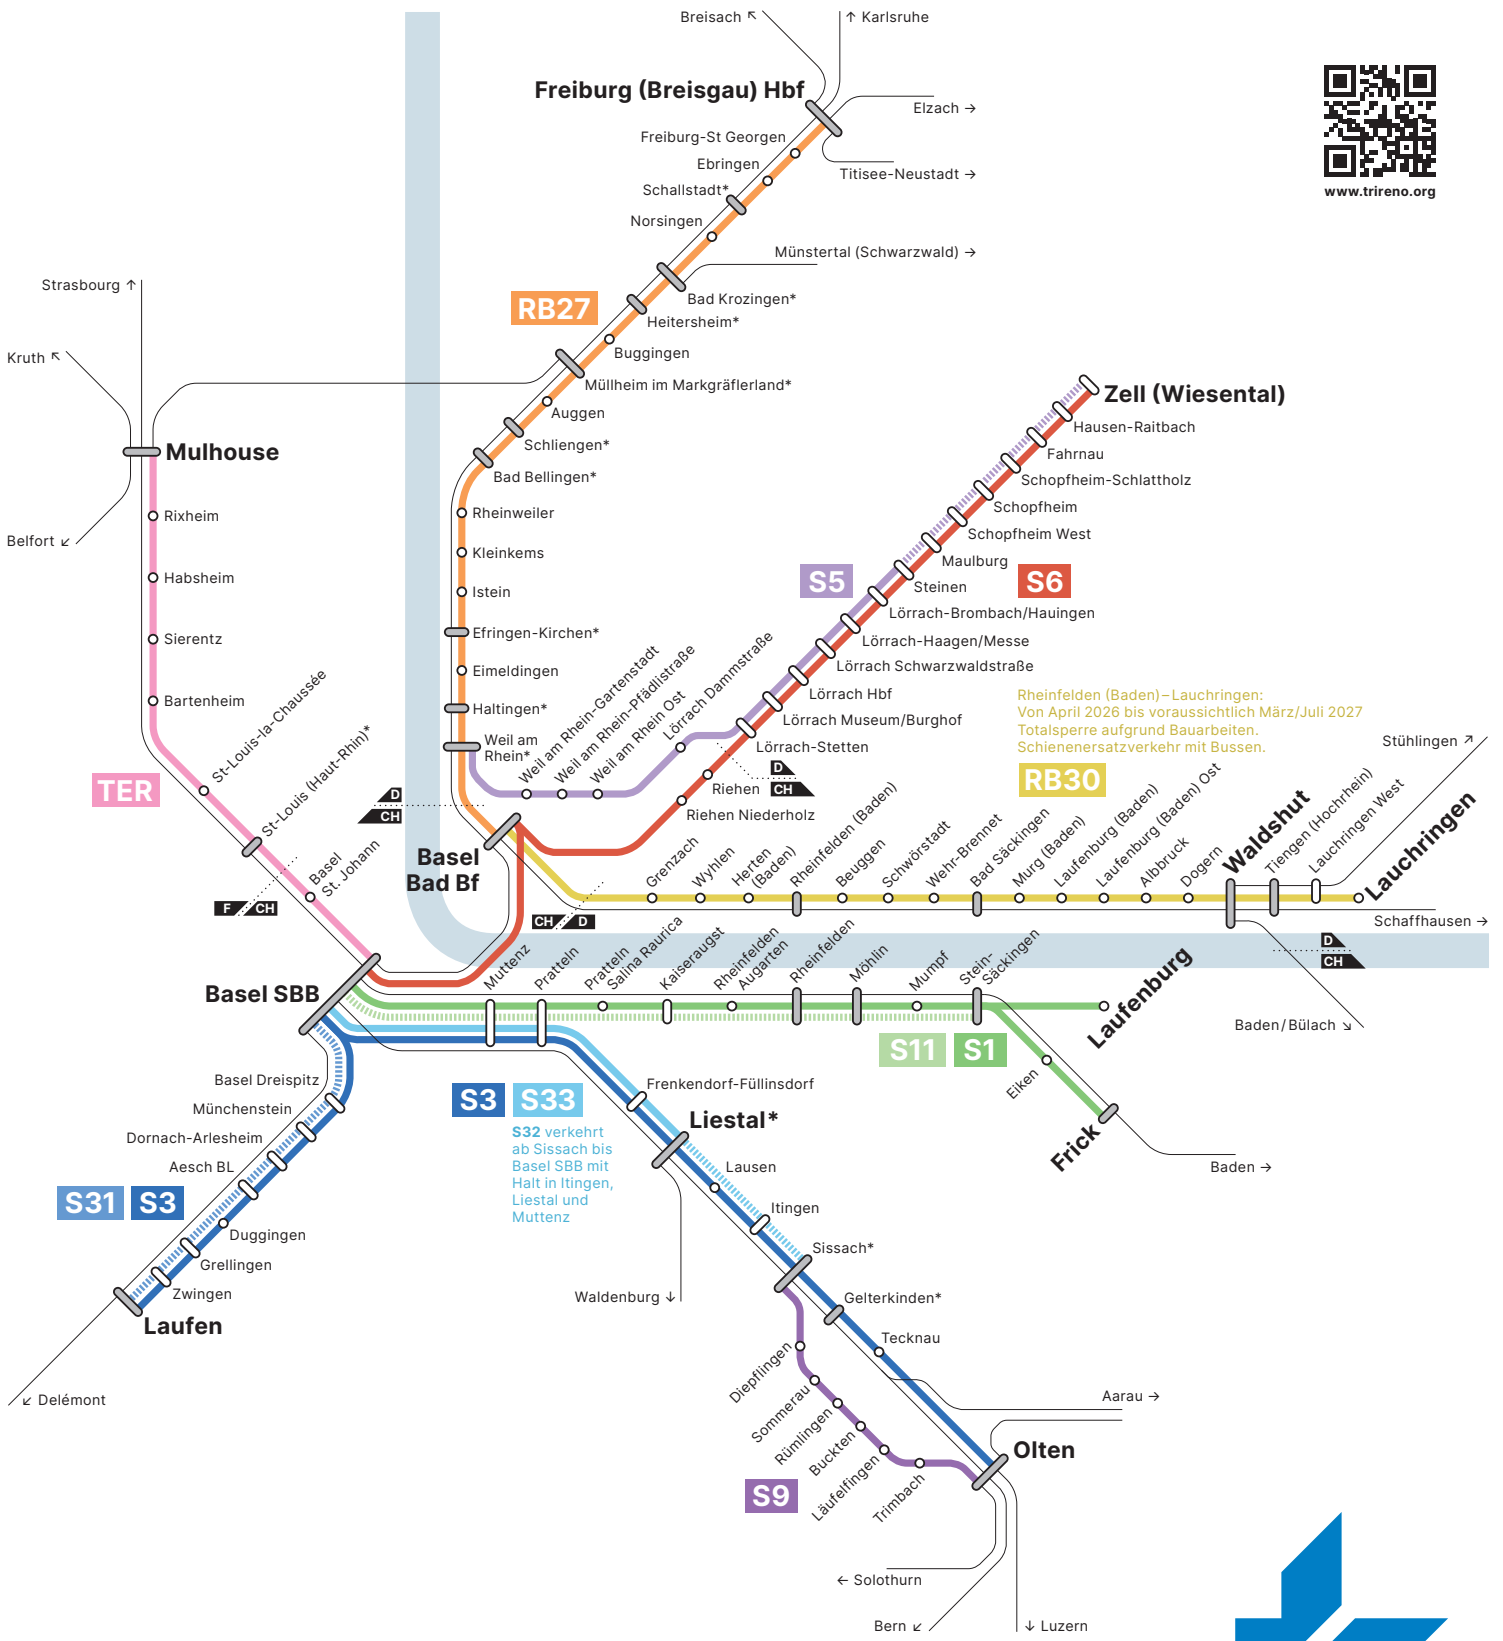 Breisach ↖
↑ Karlsruhe
Freiburg (Breisgau) Hbf
Elzach →
Freiburg-St Georgen
Ebringen
Titisee-Neustadt →
Schallstadt*
www.trireno.org
Norsingen
Münstertal (Schwarzwald) →
Strasbourg ↑
Bad Krozingen*
RB27
Heitersheim*
Kruth ↖
Buggingen
Müllheim im Markgräflerland*
Zell (Wiesental)
Auggen
Hausen-Raitbach
Schliengen*
Mulhouse
Fahrnau
Bad Bellingen*
Schopfheim-Schlattholz
Schopfheim
Rheinweiler
Rixheim
Schopfheim West
Belfort ↙
Kleinkems
Maulburg
Habsheim
S5
S6
Steinen
Istein
Lörrach-Brombach/Hauingen
Efringen-Kirchen*
Sierentz
Lörrach-Haagen/Messe
Lörrach Schwarzwaldstraße
Eimeldingen
Lörrach Hbf
Bartenheim
Haltingen*
Lörrach Museum/Burghof
Weil am
Rhein*
Lörrach-Stetten
Weil am Rhein-Gartenstadt
Weil am Rhein-Pfädlistraße
Weil am Rhein Ost
Lörrach Dammstraße
Rheinfelden (Baden)–Lauchringen:
Von April 2026 bis voraussichtlich März/Juli 2027
Totalsperre aufgrund Bauarbeiten.
Schienenersatzverkehr mit Bussen.
Stühlingen ↗
St-Louis-la-Chaussée
St-Louis (Haut-Rhin)*
TER
D
CH
D
CH
Riehen
Riehen Niederholz
RB30
Basel
Bad Bf
Basel
St. Johann
F
CH
CH
D
Grenzach
Wyhlen
Herten
(Baden)
Rheinfelden (Baden)
Beuggen
Schwörstadt
Wehr-Brennet
Bad Säckingen
Murg (Baden)
Laufenburg (Baden)
Laufenburg (Baden) Ost
Albbruck
Dogern
Waldshut
Tiengen (Hochrhein)
Lauchringen West
Lauchringen
Schaffhausen →
D
CH
Basel SBB
Muttenz
Pratteln
Pratteln
Salina Raurica
Kaiseraugst
Rheinfelden
Augarten
Rheinfelden
Möhlin
Mumpf
Stein-
Säckingen
Laufenburg
Baden/Bülach ↘
S11
S1
Eiken
Frick
Baden →
Basel Dreispitz
Münchenstein
Dornach-Arlesheim
Aesch BL
S31
S3
Duggingen
Grellingen
Zwingen
Laufen
↙ Delémont
S3
S33
S32 verkehrt
ab Sissach bis
Basel SBB mit
Halt in Itingen,
Liestal und
Muttenz
Frenkendorf-Füllinsdorf
Liestal*
Lausen
Itingen
Sissach*
Waldenburg ↓
Gelterkinden*
Tecknau
Diepflingen
Sommerau
Rümlingen
Buckten
Läufelfingen
Trimbach
S9
Aarau →
Olten
← Solothurn
Bern ↙
↓ Luzern